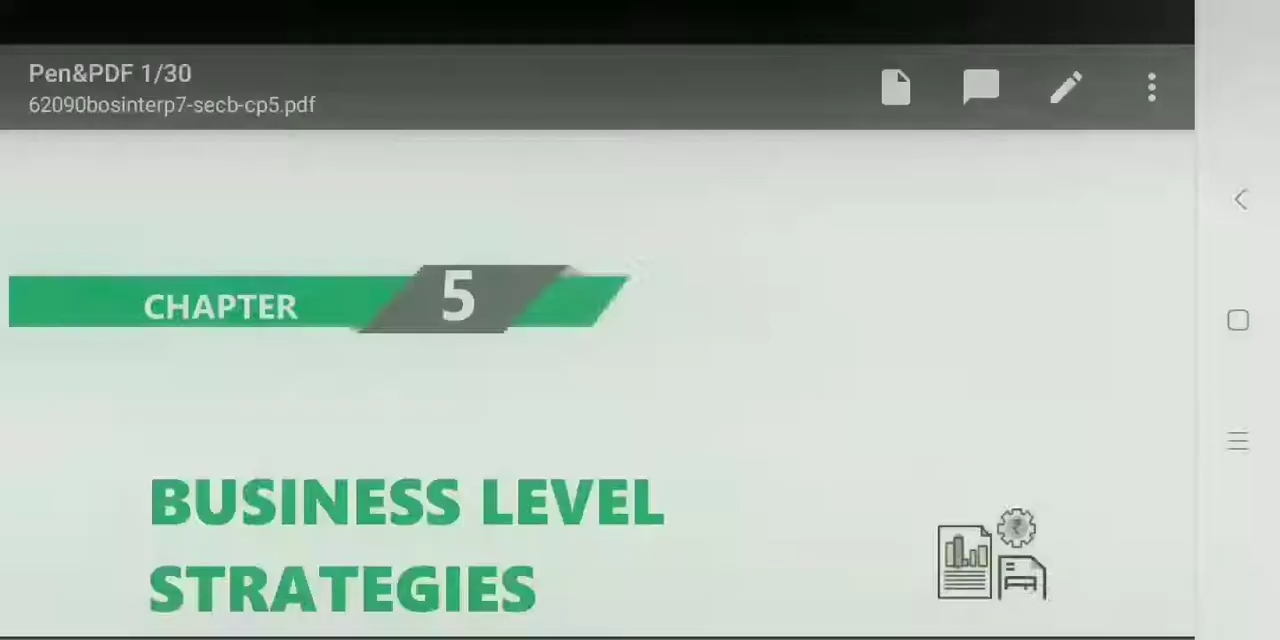 Pen&PDF 1/30
62090bosinterp7-secb-cp5.pdf
CHAPTER 5
BUSINESS LEVEL
STRATEGIES
₹